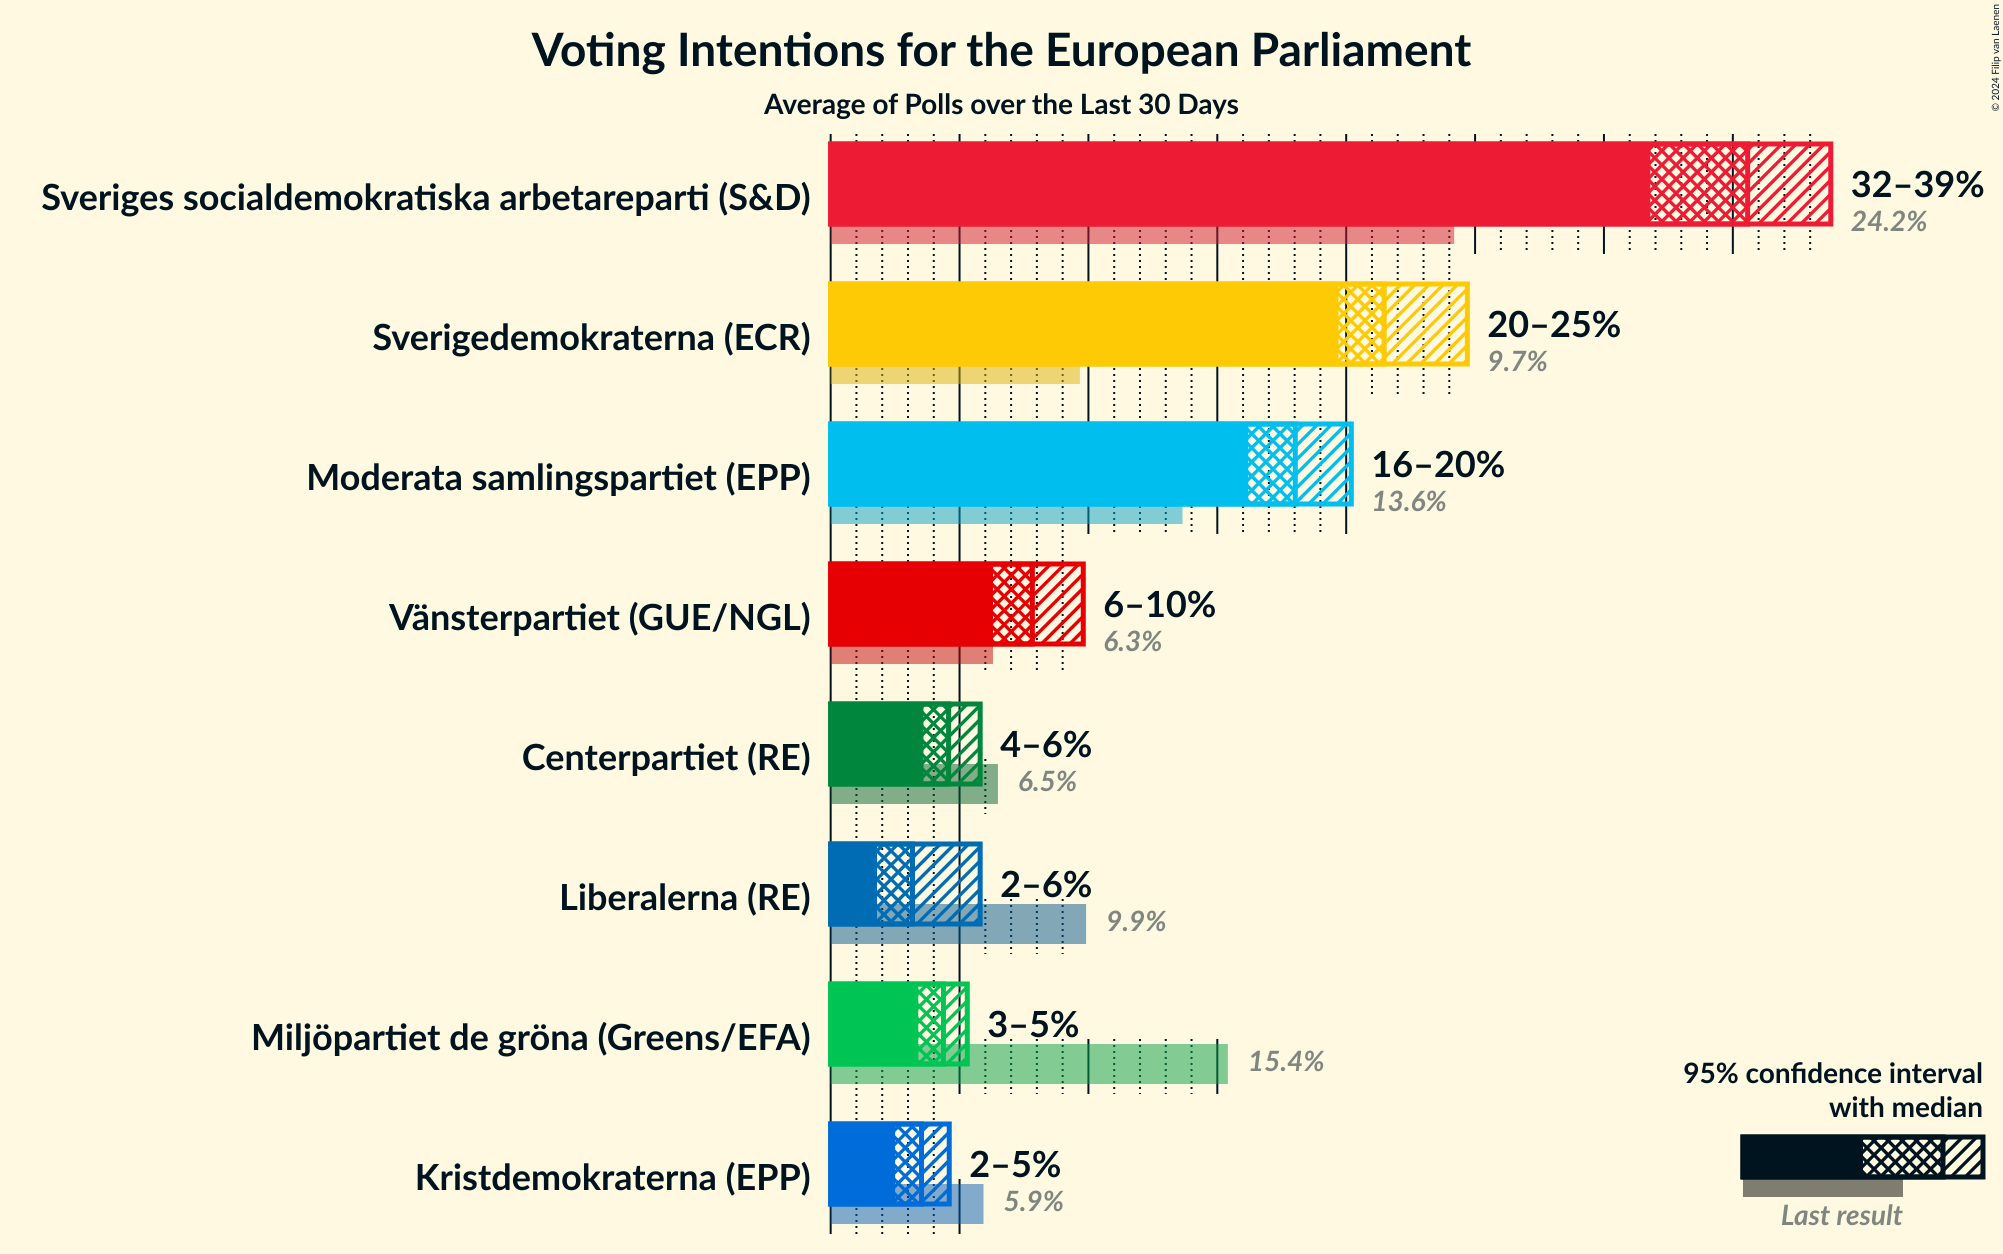 Voting Intentions for the European Parliament
Average of Polls over the Last 30 Days
© 2024 Filip van Laenen
Sveriges socialdemokratiska arbetareparti (S&D)
32–39%
24.2%
Sverigedemokraterna (ECR)
20–25%
9.7%
Moderata samlingspartiet (EPP)
16–20%
13.6%
Vänsterpartiet (GUE/NGL)
6–10%
6.3%
Centerpartiet (RE)
4–6%
6.5%
Liberalerna (RE)
2–6%
9.9%
Miljöpartiet de gröna (Greens/EFA)
3–5%
15.4%
Kristdemokraterna (EPP)
2–5%
5.9%
95% confidence interval
with median
Last result